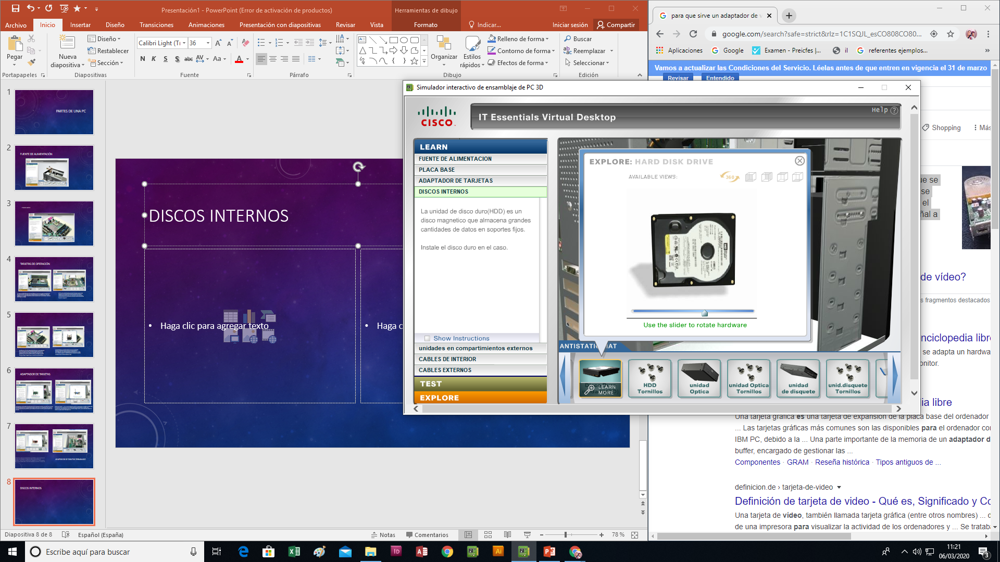 Presentación1 - PowerPoint (Error de activación de productos)
Herramientas de dibujo
Archivo
Inicio
Insertar
Diseño
Transiciones
Animaciones
Presentación con diapositivas
Revisar
Vista
Formato
Indicar...
Iniciar sesión
Compartir
Pegar
Nueva
diapositiva
Diseño
Restablecer
Sección
Calibri Light (Tı
36
N K S S abc AV Aa A
Organizar
Estilos
rápidos
Relleno de forma
Contorno de forma
Efectos de forma
Buscar
Reemplazar
Seleccionar
Portapapeles
Diapositivas
Fuente
Párrafo
Dibujo
Edición
1
PARTES DE UNA PC
2
FUENTE DE ALIMENTACIÓN
3
4
TARJETAS DE OPERACIÓN
5
6
ADAPTADOR DE TARJETAS
7
8
DISCOS INTERNOS
DISCOS INTERNOS
• Haga clic para agregar texto
• Haga c
Diapositiva 8 de 8
Español (España)
Notas
Comentarios
78 %
Simulador interactivo de ensamblaje de PC 3D
CISCO
IT Essentials Virtual Desktop
Help ?
LEARN
FUENTE DE ALIMENTACION
PLACA BASE
ADAPTADOR DE TARJETAS
DISCOS INTERNOS
La unidad de disco duro(HDD) es un
disco magnetico que almacena grandes
cantidades de datos en soportes fijos.
Instale el disco duro en el caso.
Show Instructions
unidades en compartimientos externos
CABLES DE INTERIOR
CABLES EXTERNOS
TEST
EXPLORE
EXPLORE: HARD DISK DRIVE
AVAILABLE VIEWS:
360
Use the slider to rotate hardware
ANTISTATIC MAT
LEARN
MORE
HDD
Tornillos
unidad
Optica
unidad Optica
Tornillos
unidad
de disquete
unid.disquete
Tornillos
para que sirve un adaptador de v
google.com/search?safe=strict&rlz=1C1SQJL_esCO808CO80...
Aplicaciones
Google
Examen - Preicfes |...
il
referentes ejemplos...
»
Vamos a actualizar las Condiciones del Servicio. Léelas antes de que entren en vigencia el 31 de marzo
Revisar
Entendido
Shopping
Más
ue se
se
el
ñal a
de vídeo?
s fragmentos destacados
nciclopedia libre
se adapta un hardwa
onitor.
ia libre
Una tarjeta gráfica es una tarjeta de expansión de la placa base del ordenador
... Las tarjetas gráficas más comunes son las disponibles para el ordenador co
IBM PC, debido a la ... Una parte importante de la memoria de un adaptador d
buffer, encargado de gestionar las ...
Componentes · GRAM · Reseña histórica · Tipos antiguos de ...
definicion.de › tarjeta-de-video
Definición de tarjeta de video - Qué es, Significado y Co
Una tarjeta de vídeo, también llamada tarjeta gráfica (entre otros nombres) ... c
de una impresora para visualizar la actividad de los ordenadores y ... Se tratab
Escribe aquí para buscar
11:21
06/03/2020
3